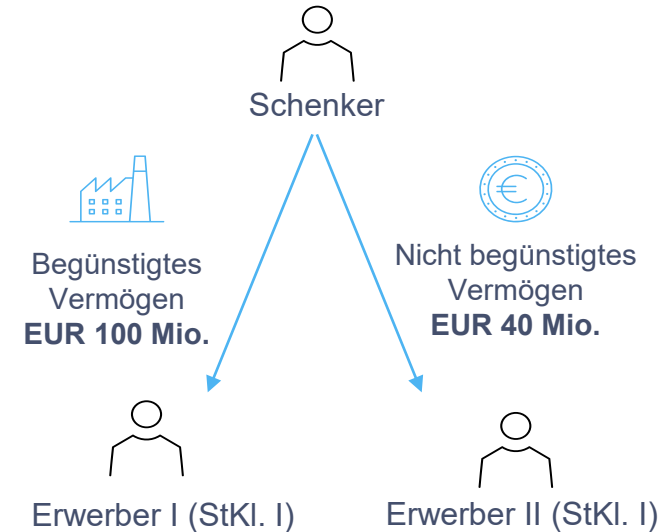 Schenker
Begünstigtes
Vermögen
EUR 100 Mio.
Nicht begünstigtes
Vermögen
EUR 40 Mio.
Erwerber I (StKl. I)
Erwerber II (StKl. I)